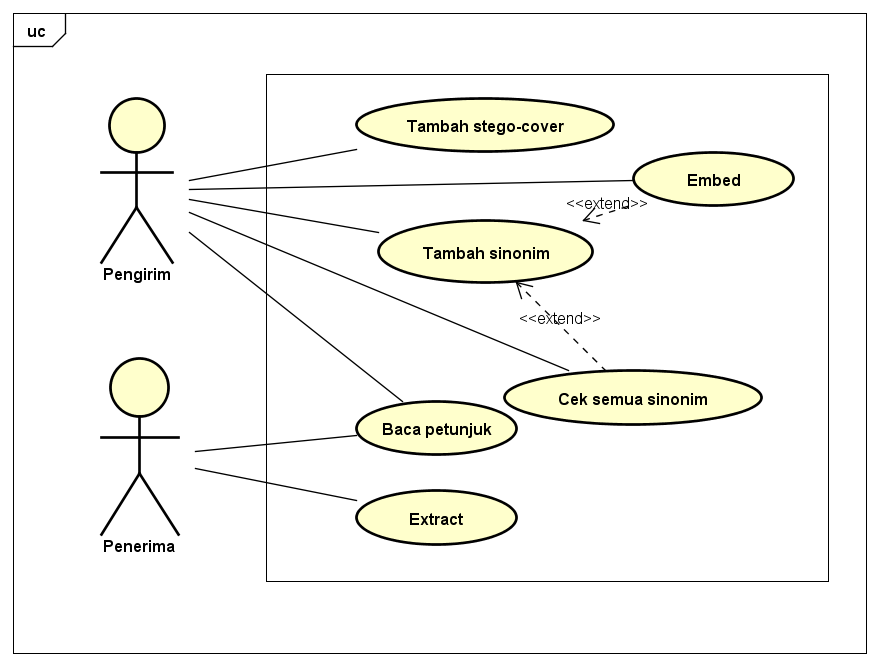 uc
Tambah stego-cover
Embed
<<extend>>
Tambah sinonim
Pengirim
<<extend>>
Cek semua sinonim
Baca petunjuk
Extract
Penerima